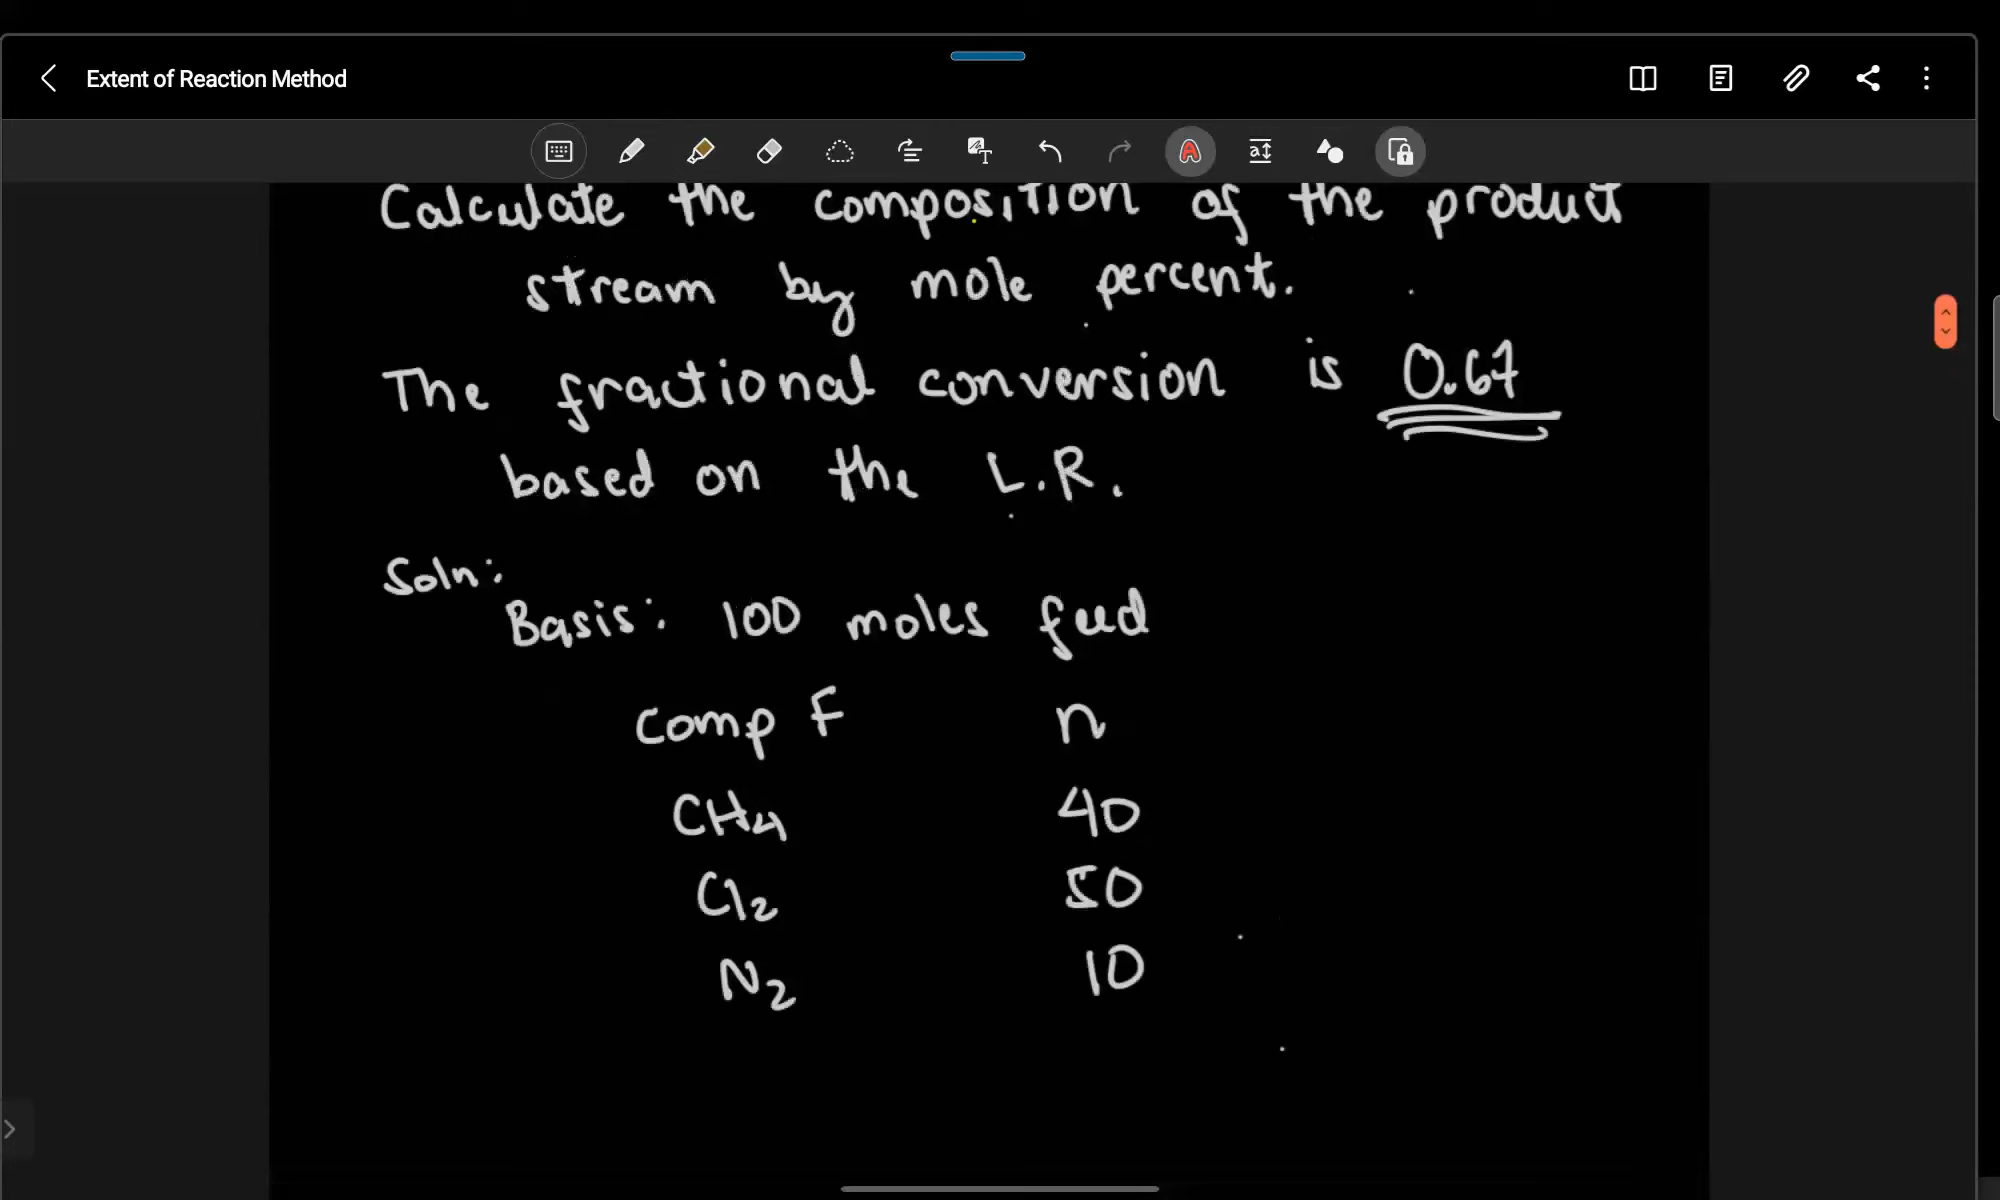 Extent of Reaction Method
Calculate the composition of the product
stream by mole percent.
The fractional conversion is 0.67
based on the L.R.
Soln:
Basis: 100 moles feed
Comp F n
CH4 40
Cl2 50
N2 10